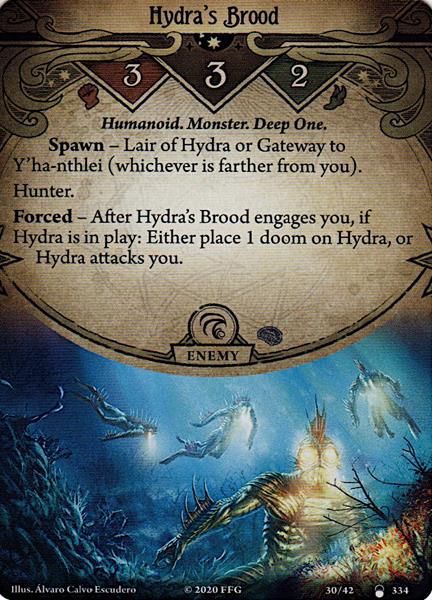 Hydra's Brood
3 3 2
Humanoid. Monster. Deep One.
Spawn – Lair of Hydra or Gateway to
Y'ha-nthlei (whichever is farther from you).
Hunter.
Forced – After Hydra's Brood engages you, if
Hydra is in play: Either place 1 doom on Hydra, or
Hydra attacks you.
ENEMY
Illus. Álvaro Calvo Escudero © 2020 FFG 30/42 334